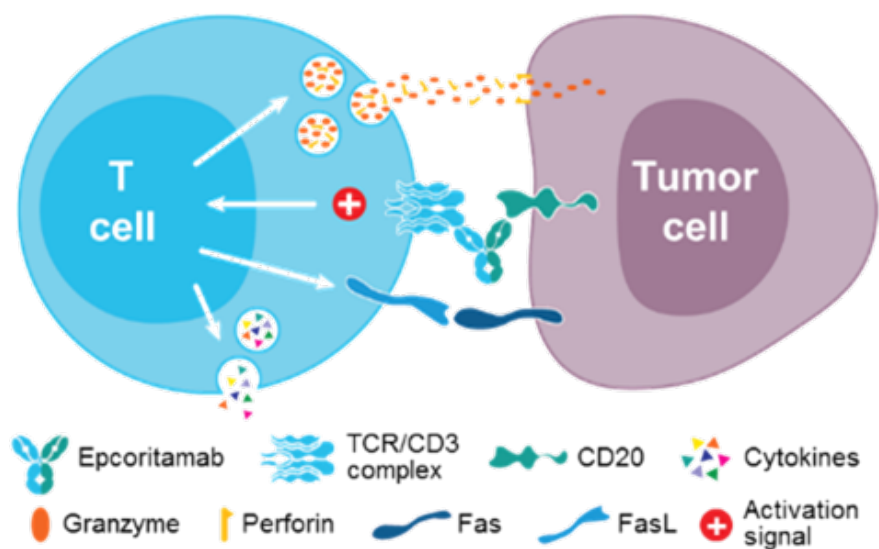 T
cell
Tumor
cell
Epcoritamab
TCR/CD3
complex
CD20
Cytokines
Granzyme
Perforin
Fas
FasL
Activation
signal